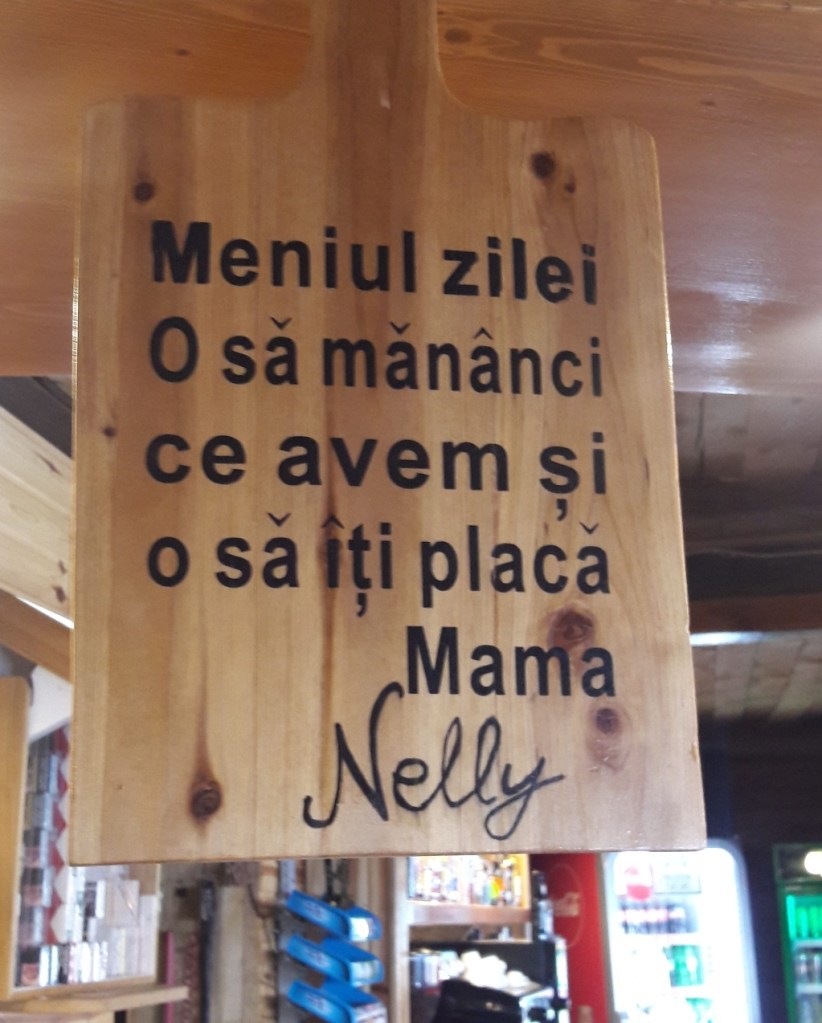 Meniul zilei
O să mănânci
ce avem și
o să îți placă
Mama
Nelly